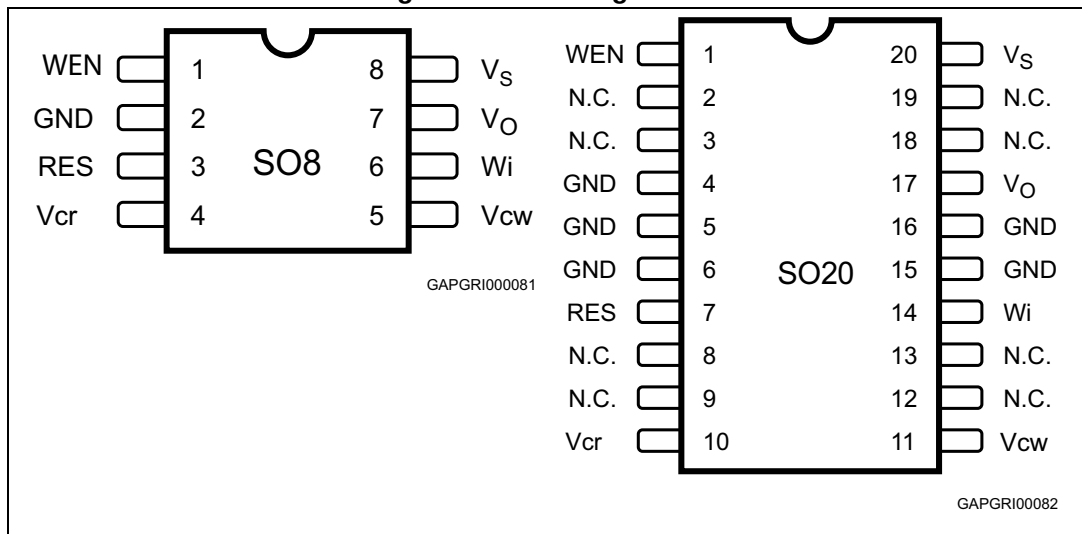 WEN 1 8 VS
GND 2 7 VO
RES 3 SO8 6 Wi
Vcr 4 5 Vcw
GAPGRI000081
WEN 1 20 VS
N.C. 2 19 N.C.
N.C. 3 18 N.C.
GND 4 17 VO
GND 5 16 GND
GND 6 SO20 15 GND
RES 7 14 Wi
N.C. 8 13 N.C.
N.C. 9 12 N.C.
Vcr 10 11 Vcw
GAPGRI00082